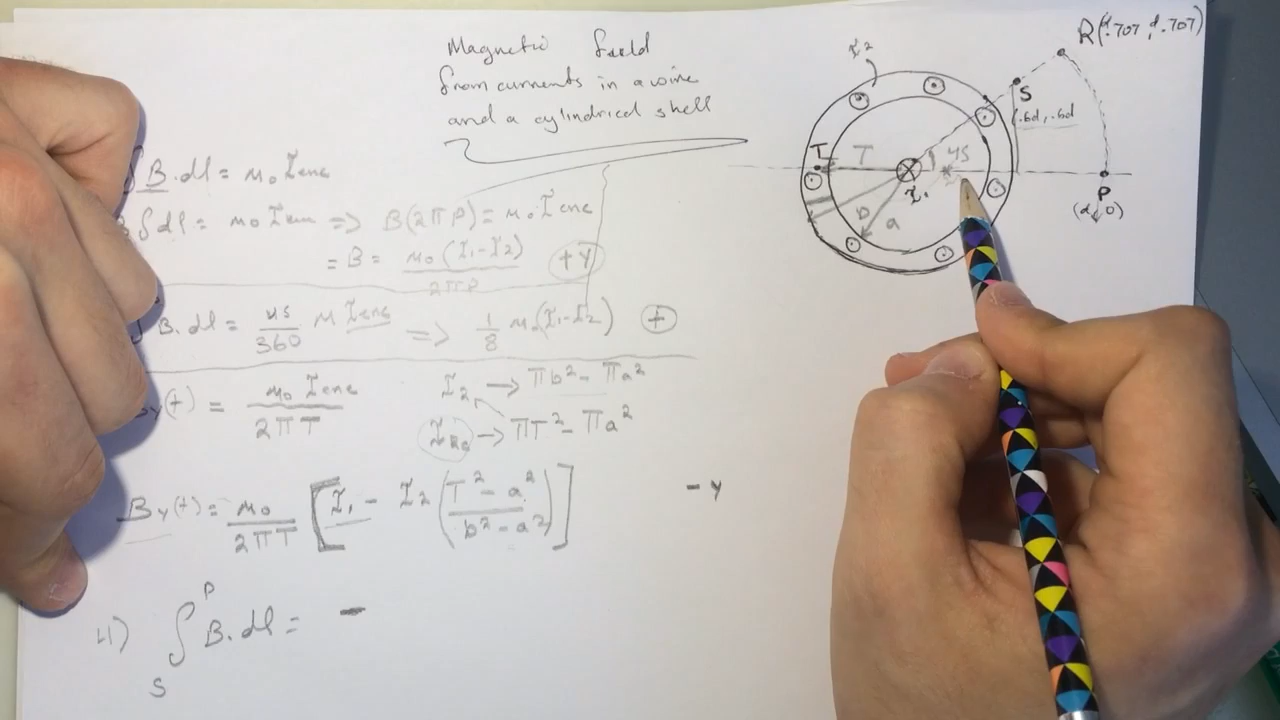 Magnetic field
from currents in a wire
and a cylindrical shell
∫ B. dl = μ₀ Ienc
B ∫ dl = μ₀ Ienc => B(2πρ) = μ₀ Ienc
= B = μ₀ (I₁-I₂) / 2πρ +Y
∫ B. dl = 45/360 μ Ienc => 1/8 μ₀(I₁-I₂) +
By(t) = μ₀ Ienc / 2πT
I₂ → πb² - πa²
→ πT² - πa²
By(t) = μ₀/2πT [I₁ - I₂ (T² - a² / b² - a²)]
- Y
4) ∫ₛᴾ B. dl = -
I₂
R(d.707, d.707)
S
(.6d, .6d
T T
45
I₁
b
a
P
(d, 0)